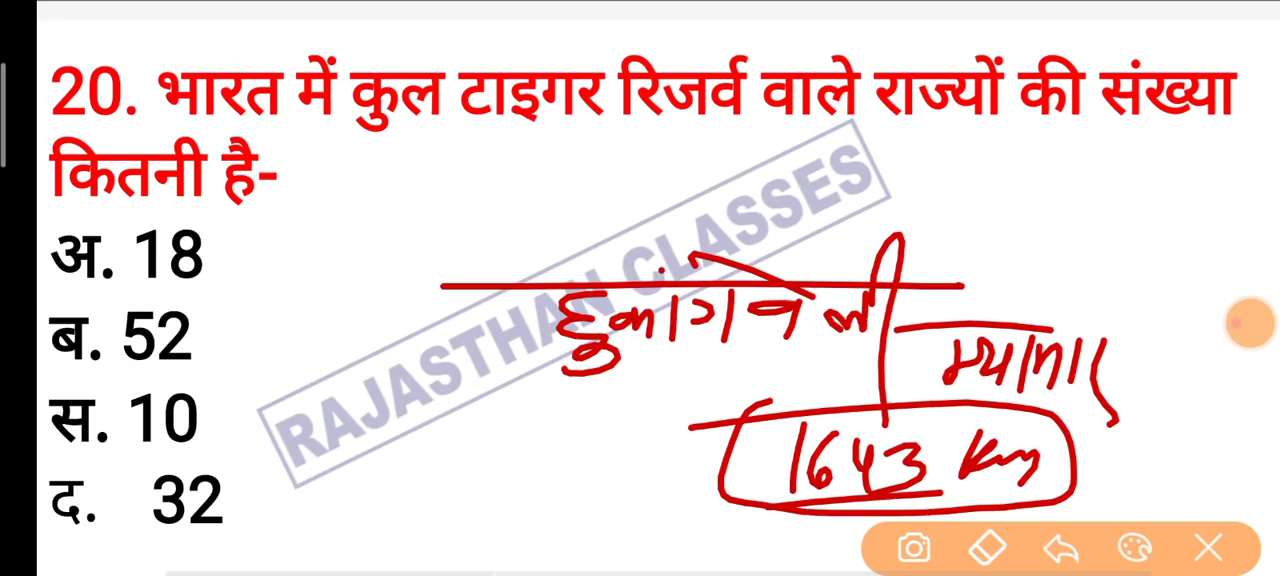 20. भारत में कुल टाइगर रिजर्व वाले राज्यों की संख्या
कितनी है-
अ. 18
ब. 52
स. 10
द. 32
RAJASTHAN CLASSES
म्यांमार
1643 Km